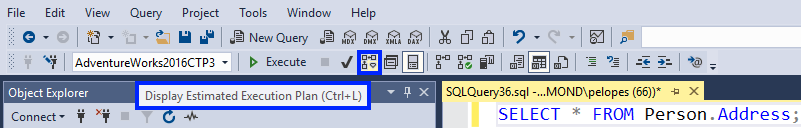 File Edit View Query Project Tools Window Help
New Query MDX DMX XMLA DAX
AdventureWorks2016CTP3 Execute
Object Explorer
Display Estimated Execution Plan (Ctrl+L)
SQLQuery36.sql -...MOND\pelopes (66))*
Connect
SELECT * FROM Person.Address;